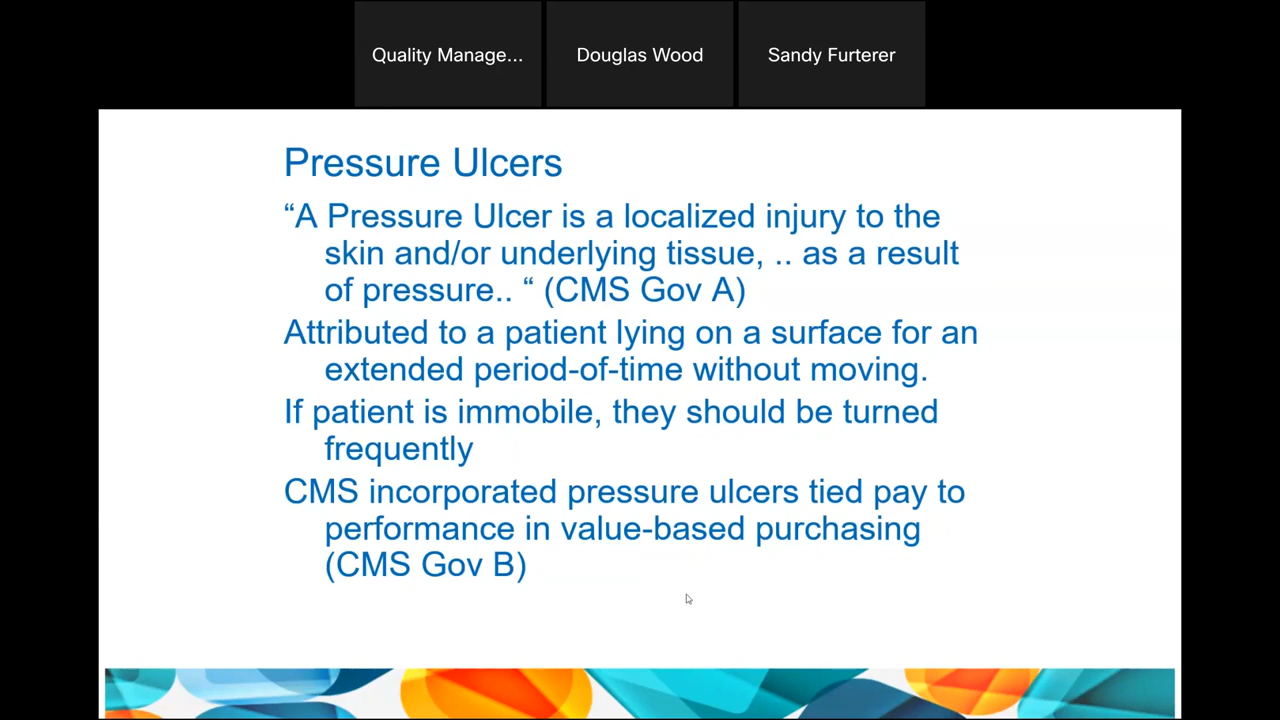 Quality Manage...
Douglas Wood
Sandy Furterer
Pressure Ulcers
“A Pressure Ulcer is a localized injury to the
skin and/or underlying tissue, .. as a result
of pressure.. “ (CMS Gov A)
Attributed to a patient lying on a surface for an
extended period-of-time without moving.
If patient is immobile, they should be turned
frequently
CMS incorporated pressure ulcers tied pay to
performance in value-based purchasing
(CMS Gov B)